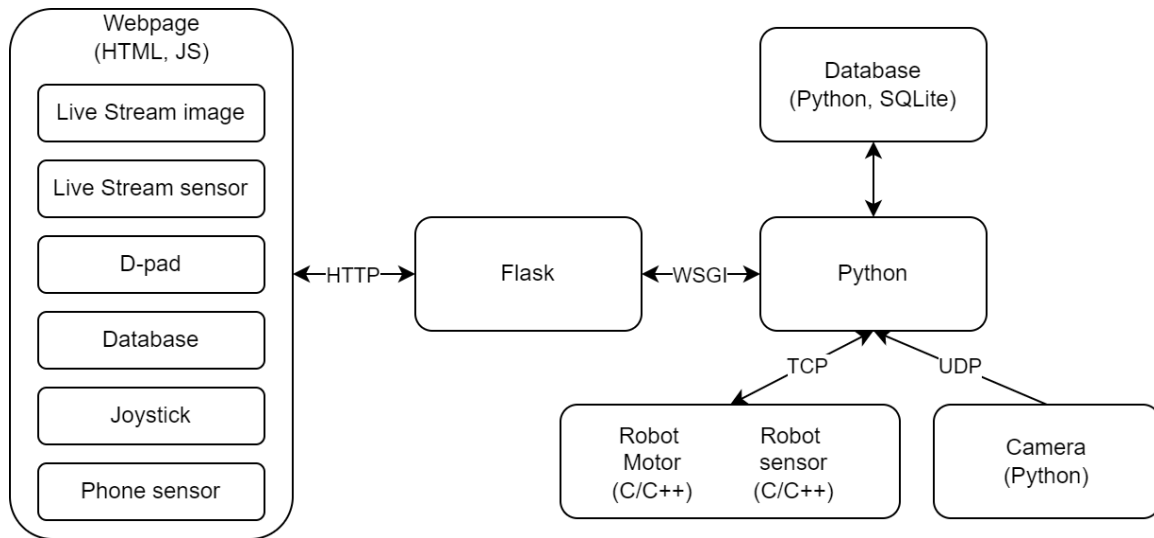 Webpage
(HTML, JS)
Live Stream image
Live Stream sensor
D-pad
Database
Joystick
Phone sensor
HTTP
Flask
WSGI
Python
Database
(Python, SQLite)
TCP
UDP
Robot
Motor
(C/C++)
Robot
sensor
(C/C++)
Camera
(Python)